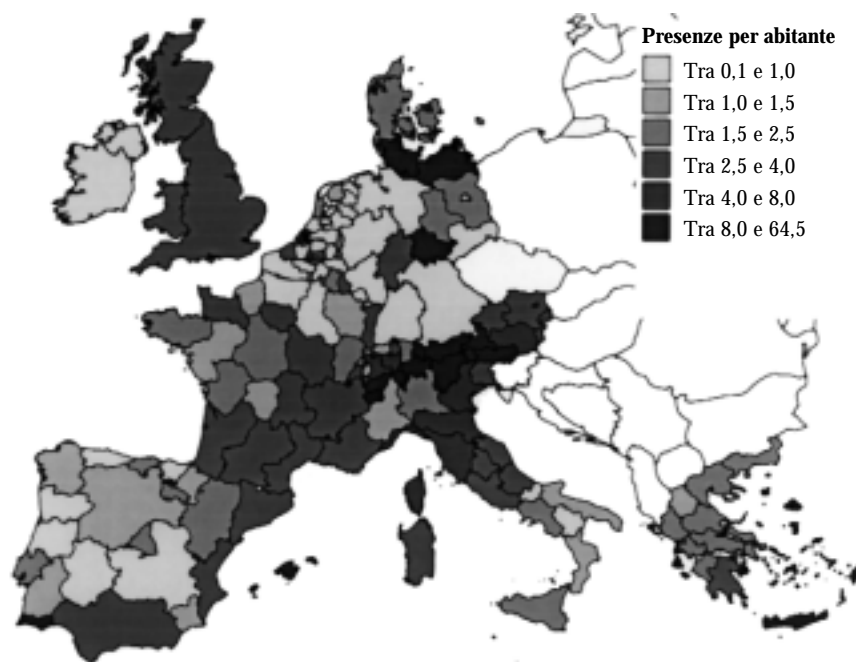 Presenze per abitante
Tra 0,1 e 1,0
Tra 1,0 e 1,5
Tra 1,5 e 2,5
Tra 2,5 e 4,0
Tra 4,0 e 8,0
Tra 8,0 e 64,5